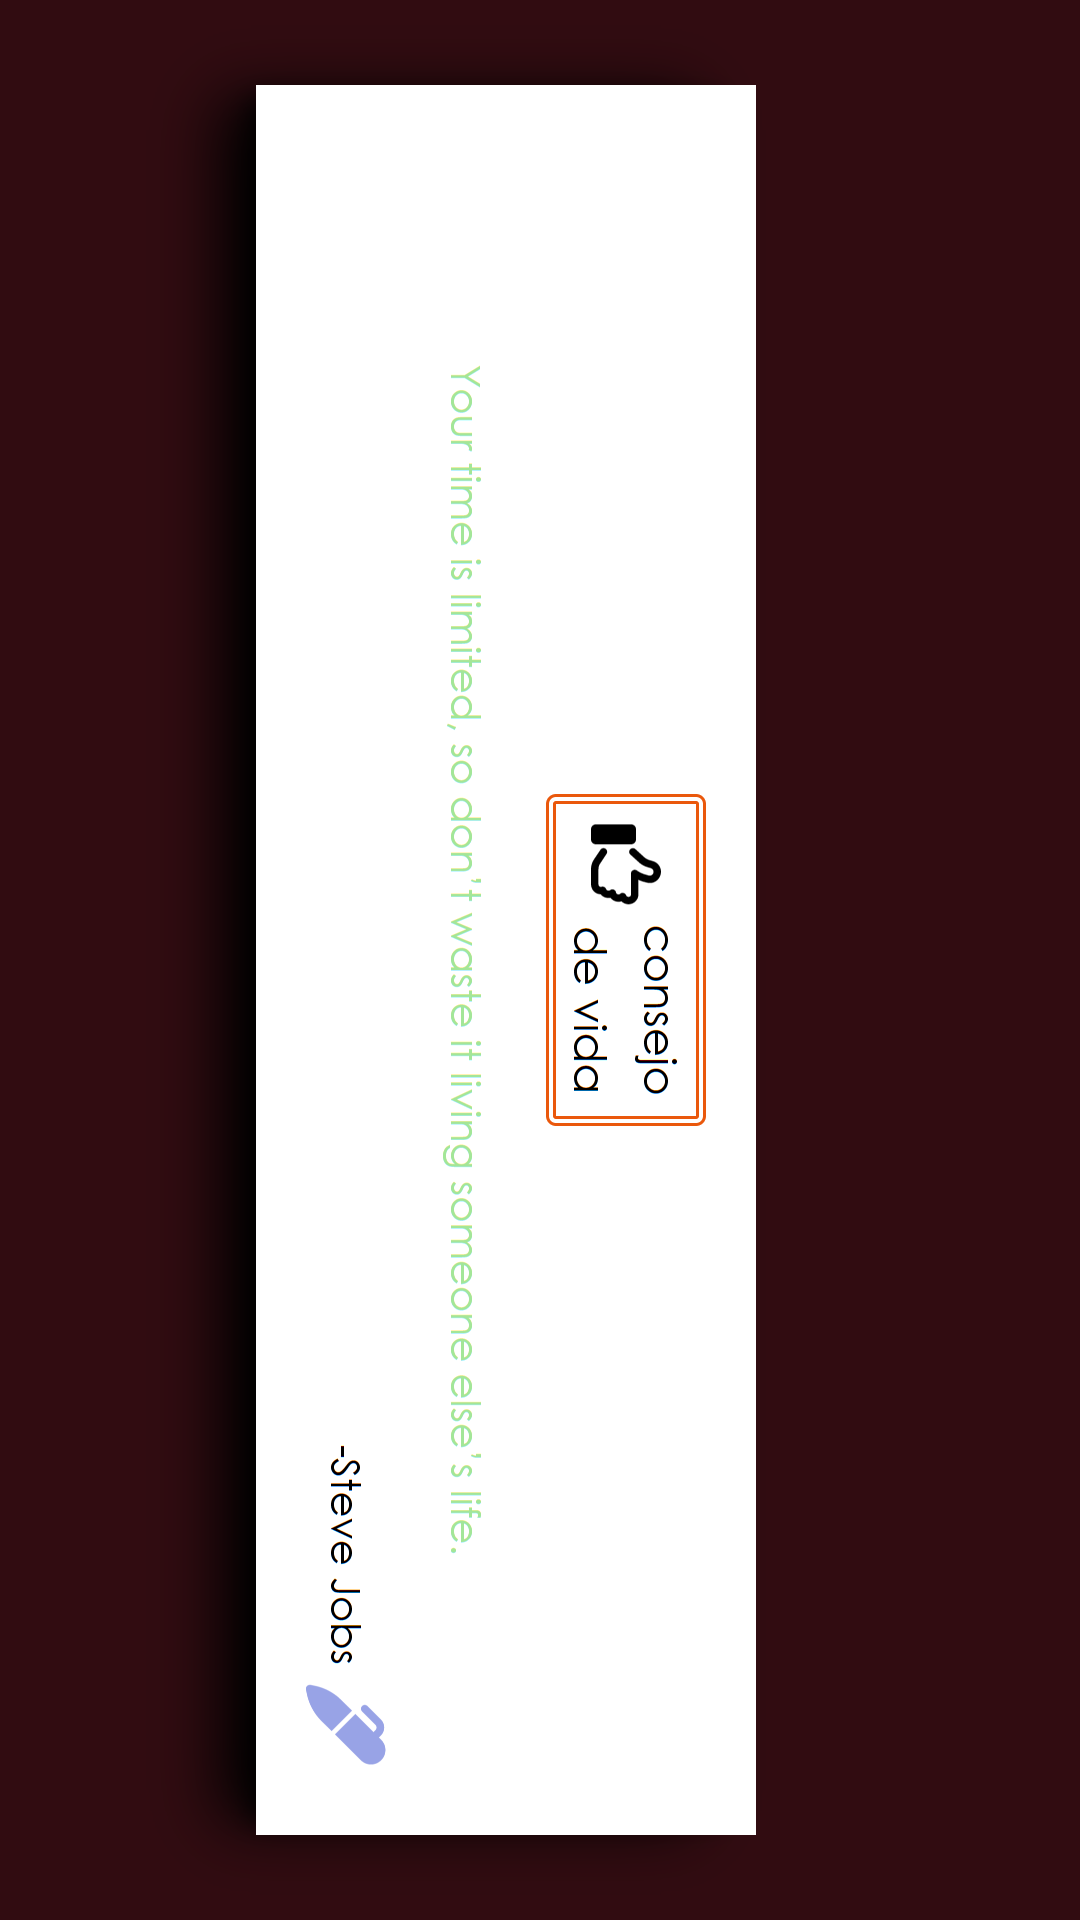 consejo
de vida
Your time is limited, so don't waste it living someone else's life.
-Steve Jobs